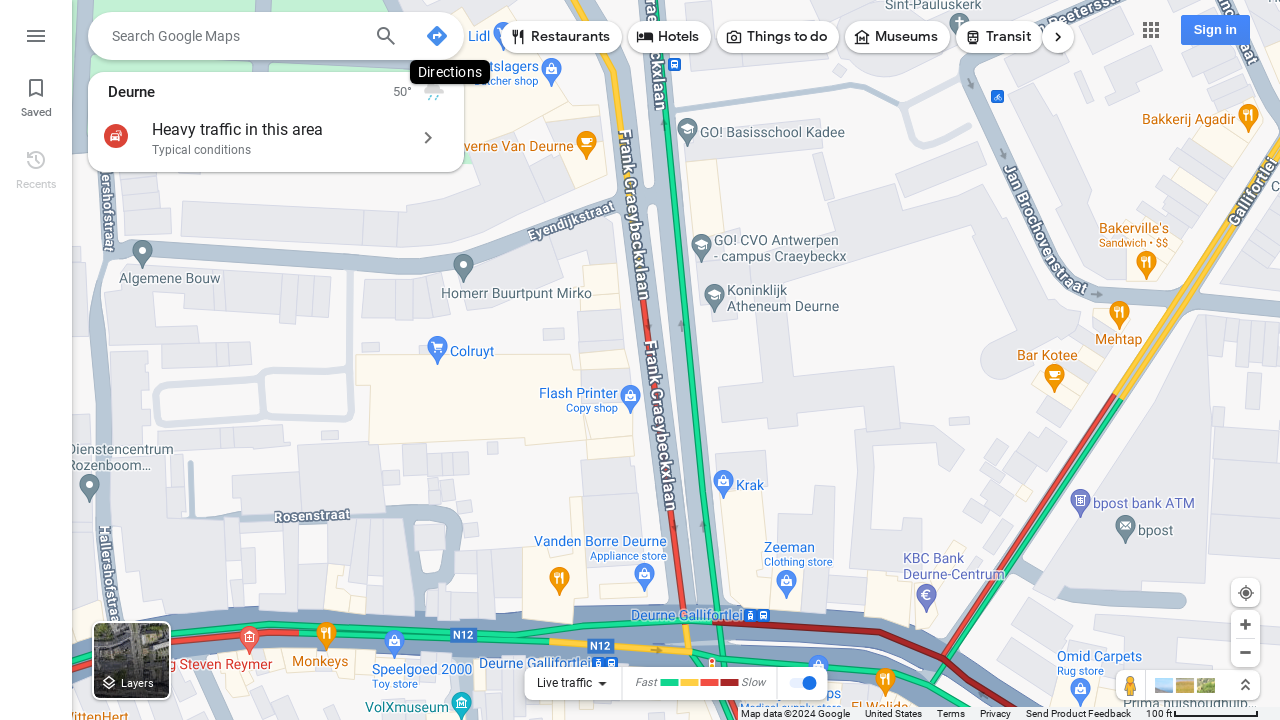 Search Google Maps
Directions
Restaurants
Hotels
Things to do
Museums
Transit
Sign in
Saved
Recents
Deurne
50°
Heavy traffic in this area
Typical conditions
Lidl
Sint-Pauluskerk
GO! Basisschool Kadee
Bakkerij Agadir
Gallifortlei
Jan Brochovenstraat
Frank Craeybeckxlaan
Eyendijkstraat
GO! CVO Antwerpen
- campus Craeybeckx
Bakerville's
Sandwich • $$
Algemene Bouw
Homerr Buurtpunt Mirko
Koninklijk
Atheneum Deurne
Mehtap
Frank Craeybeckxlaan
Colruyt
Bar Kotee
Flash Printer
Copy shop
Dienstencentrum
Rozenboom...
Krak
bpost bank ATM
bpost
Rosenstraat
Hallershofstraat
Vanden Borre Deurne
Appliance store
Zeeman
Clothing store
KBC Bank
Deurne-Centrum
Deurne Gallifortlei
N12
N12
Steven Reymer
Monkeys
Speelgoed 2000
Toy store
Deurne Gallifortlei
Omid Carpets
Rug store
VolXmuseum
Layers
Live traffic
Fast
Slow
Map data ©2024 Google
United States
Terms
Privacy
Send Product Feedback
100 ft